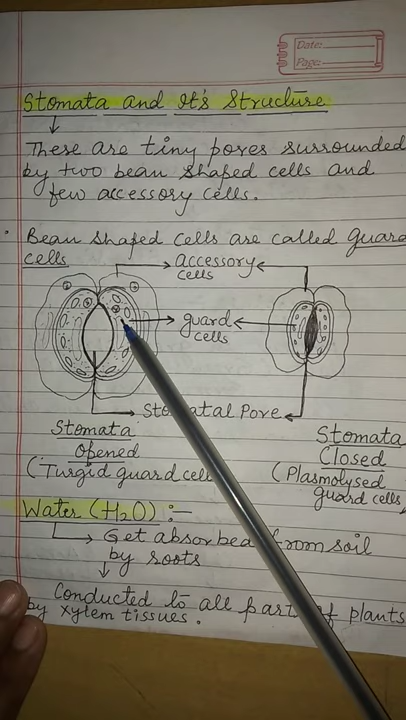 Date:
Page:
Stomata and It's Structure
These are tiny pores surrounded
by two bean shaped cells and
few accessory cells.
Bean shaped cells are called guard
cells
accessory
cells
guard
cells
Stomatal Pore
Stomata
Opened
(Turgid guard cell
Stomata
Closed
(Plasmolysed
guard cells
Water (H2O) :-
Get absorbed from soil
by roots
Conducted to all part of plants
by xylem tissues.